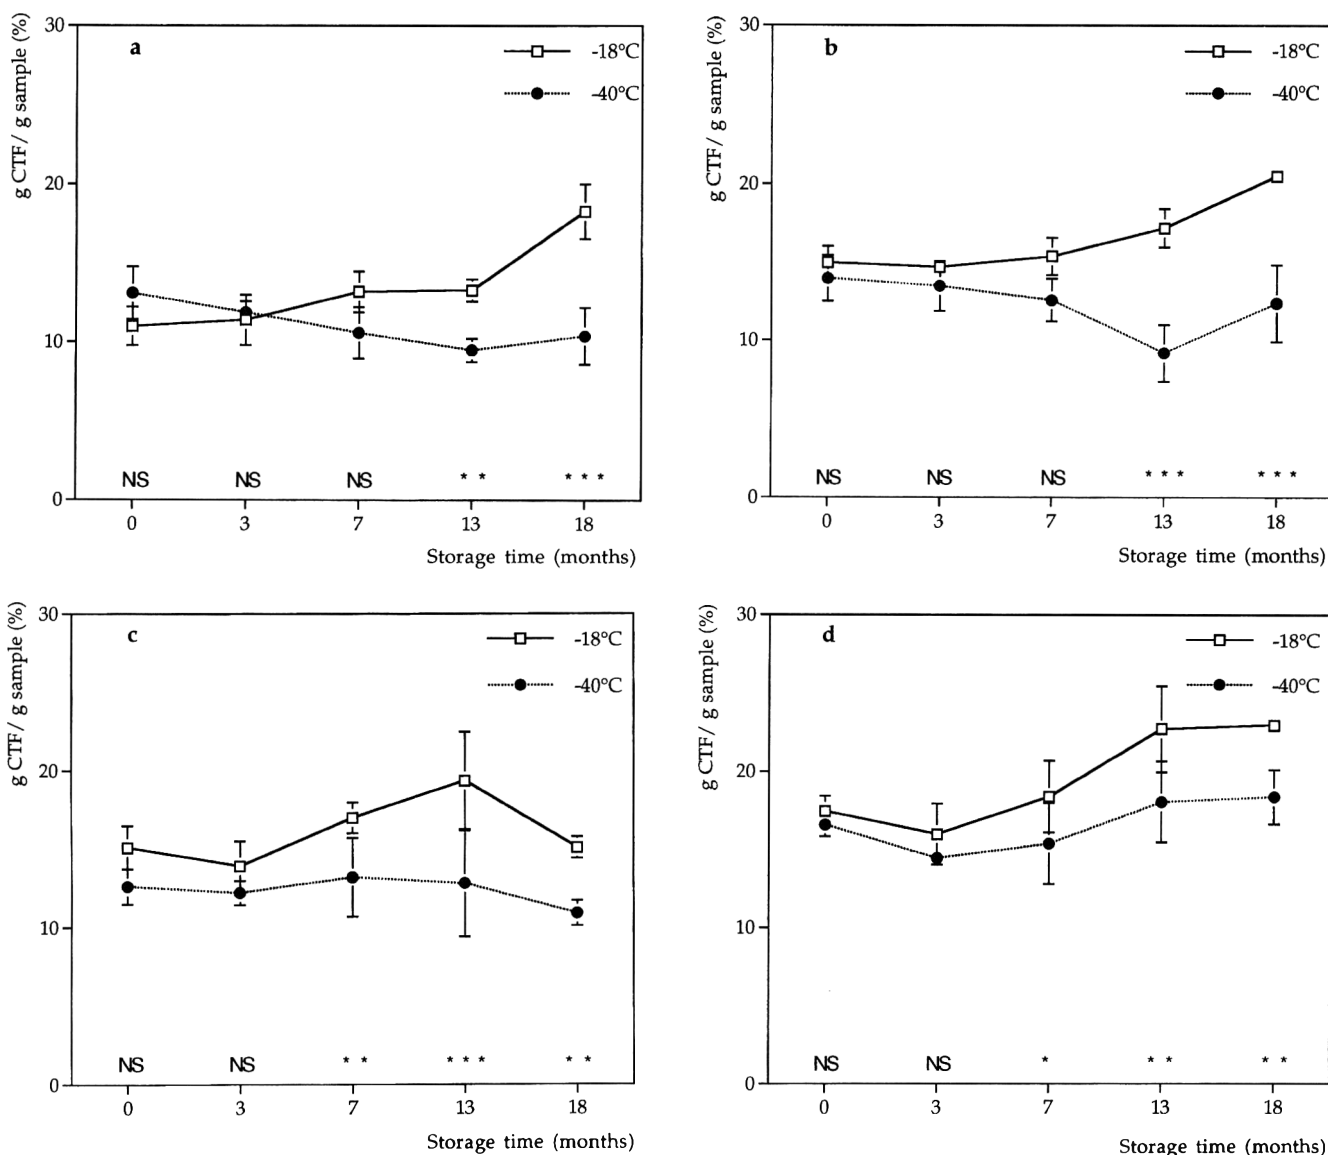 a
-18°C
-40°C
g CTF/ g sample (%)
30
20
10
0
NS NS NS ** ***
0 3 7 13 18
Storage time (months)
b
-18°C
-40°C
g CTF/ g sample (%)
30
20
10
0
NS NS NS *** ***
0 3 7 13 18
Storage time (months)
c
-18°C
-40°C
g CTF/ g sample (%)
30
20
10
0
NS NS ** *** **
0 3 7 13 18
Storage time (months)
d
-18°C
-40°C
g CTF/ g sample (%)
30
20
10
0
NS NS * ** **
0 3 7 13 18
Storage time (months)